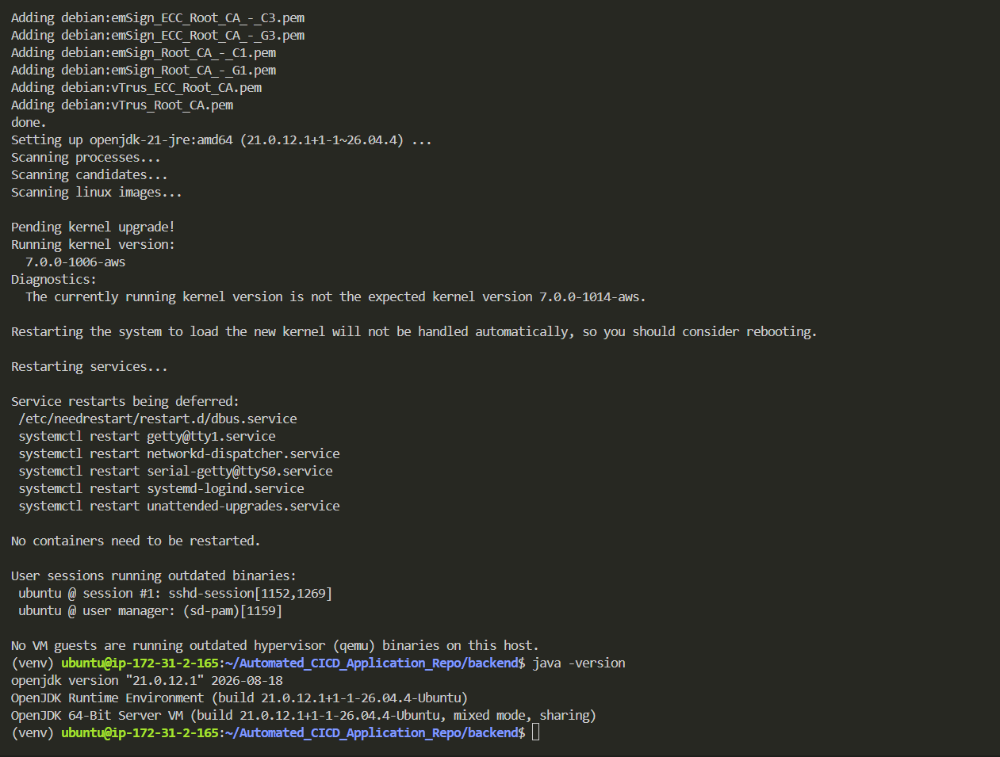 Adding debian:emSign_ECC_Root_CA_-_C3.pem
Adding debian:emSign_ECC_Root_CA_-_G3.pem
Adding debian:emSign_Root_CA_-_C1.pem
Adding debian:emSign_Root_CA_-_G1.pem
Adding debian:vTrus_ECC_Root_CA.pem
Adding debian:vTrus_Root_CA.pem
done.
Setting up openjdk-21-jre:amd64 (21.0.12.1+1-1~26.04.4) ...
Scanning processes...
Scanning candidates...
Scanning linux images...

Pending kernel upgrade!
Running kernel version:
  7.0.0-1006-aws
Diagnostics:
  The currently running kernel version is not the expected kernel version 7.0.0-1014-aws.

Restarting the system to load the new kernel will not be handled automatically, so you should consider rebooting.

Restarting services...

Service restarts being deferred:
 /etc/needrestart/restart.d/dbus.service
 systemctl restart getty@tty1.service
 systemctl restart networkd-dispatcher.service
 systemctl restart serial-getty@ttyS0.service
 systemctl restart systemd-logind.service
 systemctl restart unattended-upgrades.service

No containers need to be restarted.

User sessions running outdated binaries:
 ubuntu @ session #1: sshd-session[1152,1269]
 ubuntu @ user manager: (sd-pam)[1159]

No VM guests are running outdated hypervisor (qemu) binaries on this host.
(venv) ubuntu@ip-172-31-2-165:~/Automated_CICD_Application_Repo/backend$ java -version
openjdk version "21.0.12.1" 2026-08-18
OpenJDK Runtime Environment (build 21.0.12.1+1-1-26.04.4-Ubuntu)
OpenJDK 64-Bit Server VM (build 21.0.12.1+1-1-26.04.4-Ubuntu, mixed mode, sharing)
(venv) ubuntu@ip-172-31-2-165:~/Automated_CICD_Application_Repo/backend$